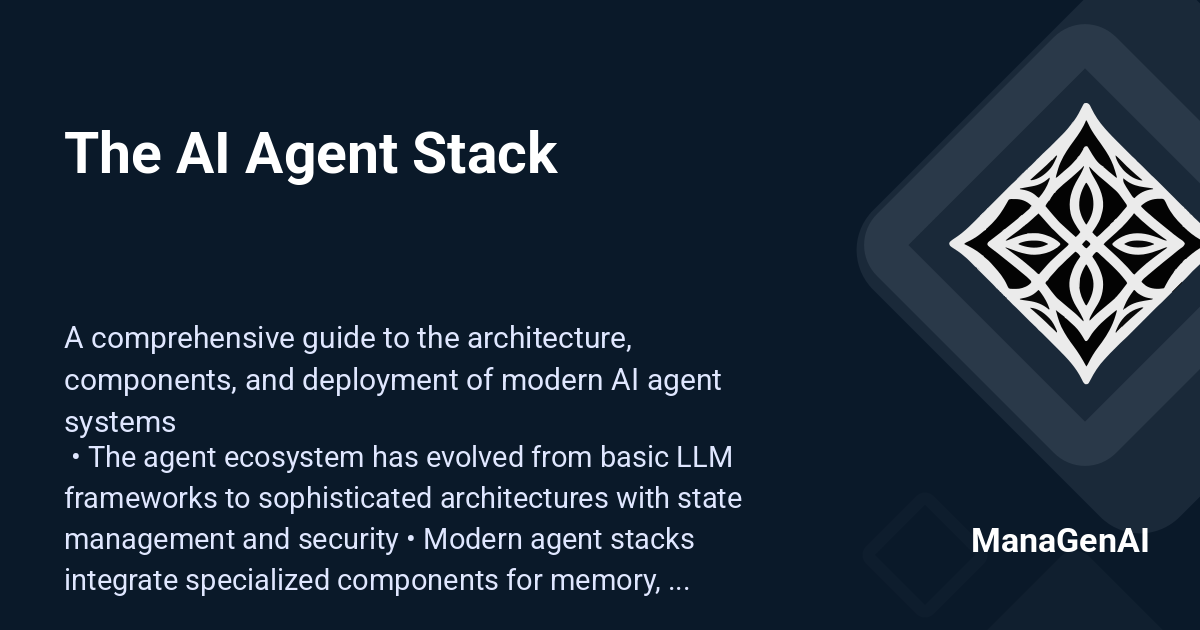 The AI Agent Stack
A comprehensive guide to the architecture,
components, and deployment of modern AI agent
systems
• The agent ecosystem has evolved from basic LLM
frameworks to sophisticated architectures with state
management and security • Modern agent stacks
integrate specialized components for memory, ...
ManaGenAI